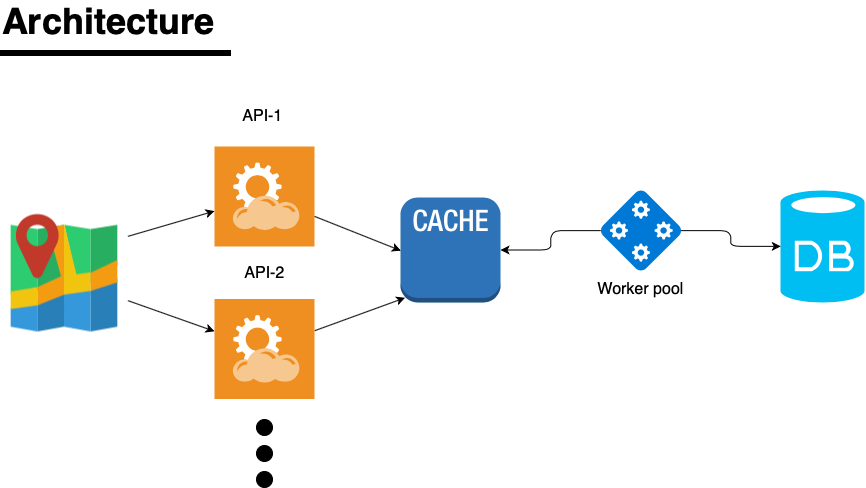 Architecture
API-1
API-2
CACHE
Worker pool
DB